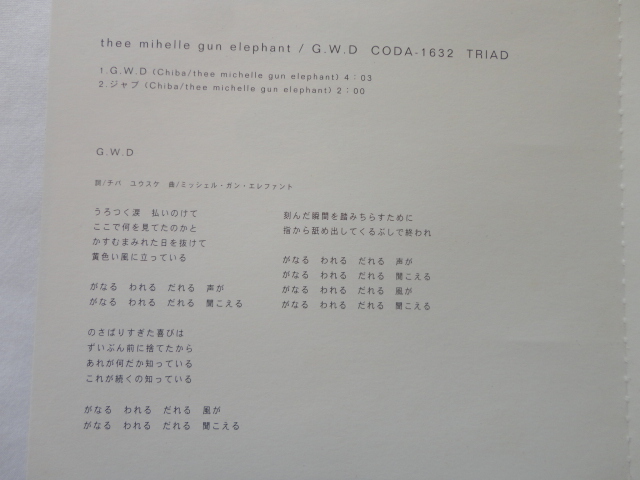 thee mihelle gun elephant / G.W.D CODA-1632 TRIAD
1.G.W.D (Chiba/thee michelle gun elephant) 4：03
2.ジャブ (Chiba/thee michelle gun elephant) 2：00
G.W.D
詞/チバ ユウスケ 曲/ミッシェル・ガン・エレファント
うろつく涙 払いのけて
ここで何を見てたのかと
かすむまみれた日を抜けて
黄色い風に立っている
がなる われる だれる 声が
がなる われる だれる 聞こえる
のさばりすぎた喜びは
ずいぶん前に捨てたから
あれが何だか知っている
これが続くの知っている
がなる われる だれる 風が
がなる われる だれる 聞こえる
刻んだ瞬間を踏みちらすために
指から舐め出してくるぶしで終われ
がなる われる だれる 声が
がなる われる だれる 聞こえる
がなる われる だれる 風が
がなる われる だれる 聞こえる